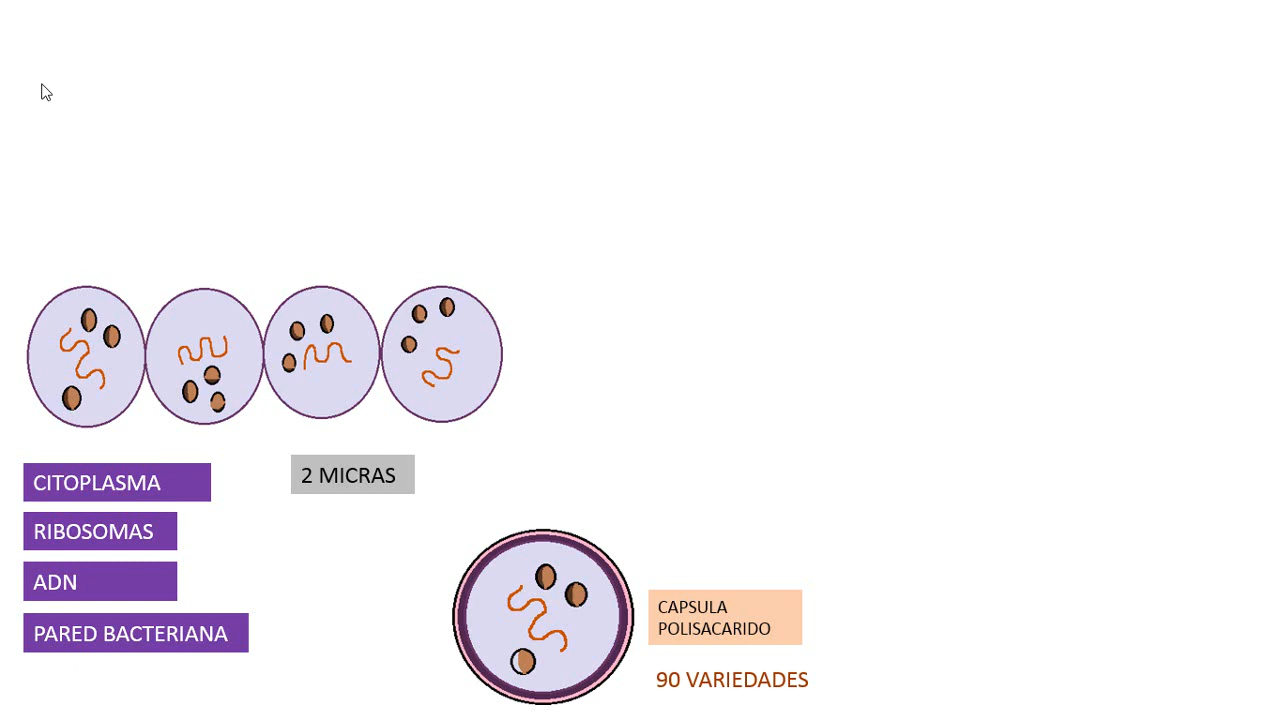 CITOPLASMA
2 MICRAS
RIBOSOMAS
ADN
PARED BACTERIANA
CAPSULA
POLISACARIDO
90 VARIEDADES